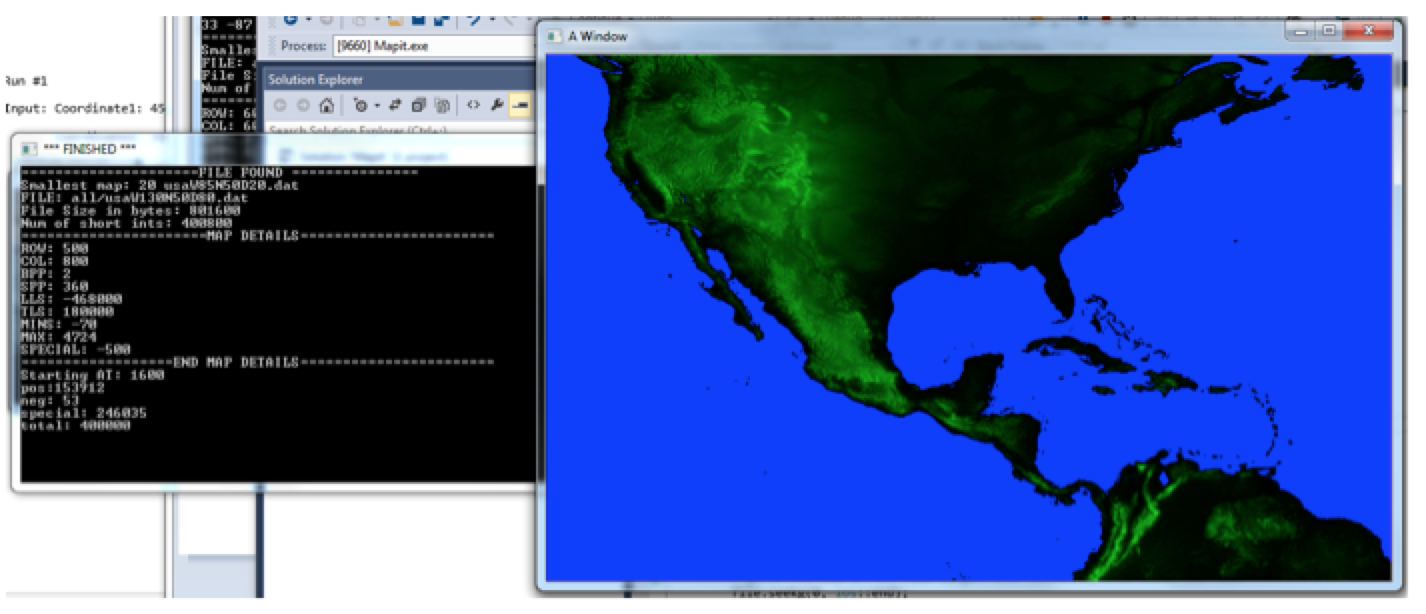 33 -87
Process: [9660] Mapit.exe
A Window
Smalle
FILE:
File S
Num of
Solution Explorer
Run #1
Input: Coordinate1: 45
ROW: 6
COL: 6
Search Solution Explorer (Ctrl+;)
*** FINISHED ***
----------------------FILE FOUND ----------------
Smallest map: 20 usaW85N50D20.dat
FILE: all/usaW130N50D80.dat
File Size in bytes: 801600
Num of short ints: 400800
-----------------------MAP DETAILS------------------------
ROW: 500
COL: 800
BPP: 2
SPP: 360
LLS: -468000
TLS: 180000
MINS: -70
MAX: 4724
SPECIAL: -500
-------------------END MAP DETAILS------------------------
Starting AT: 1600
pos:153912
neg: 53
special: 246035
total: 400000
file.seekg(0, ios::end);